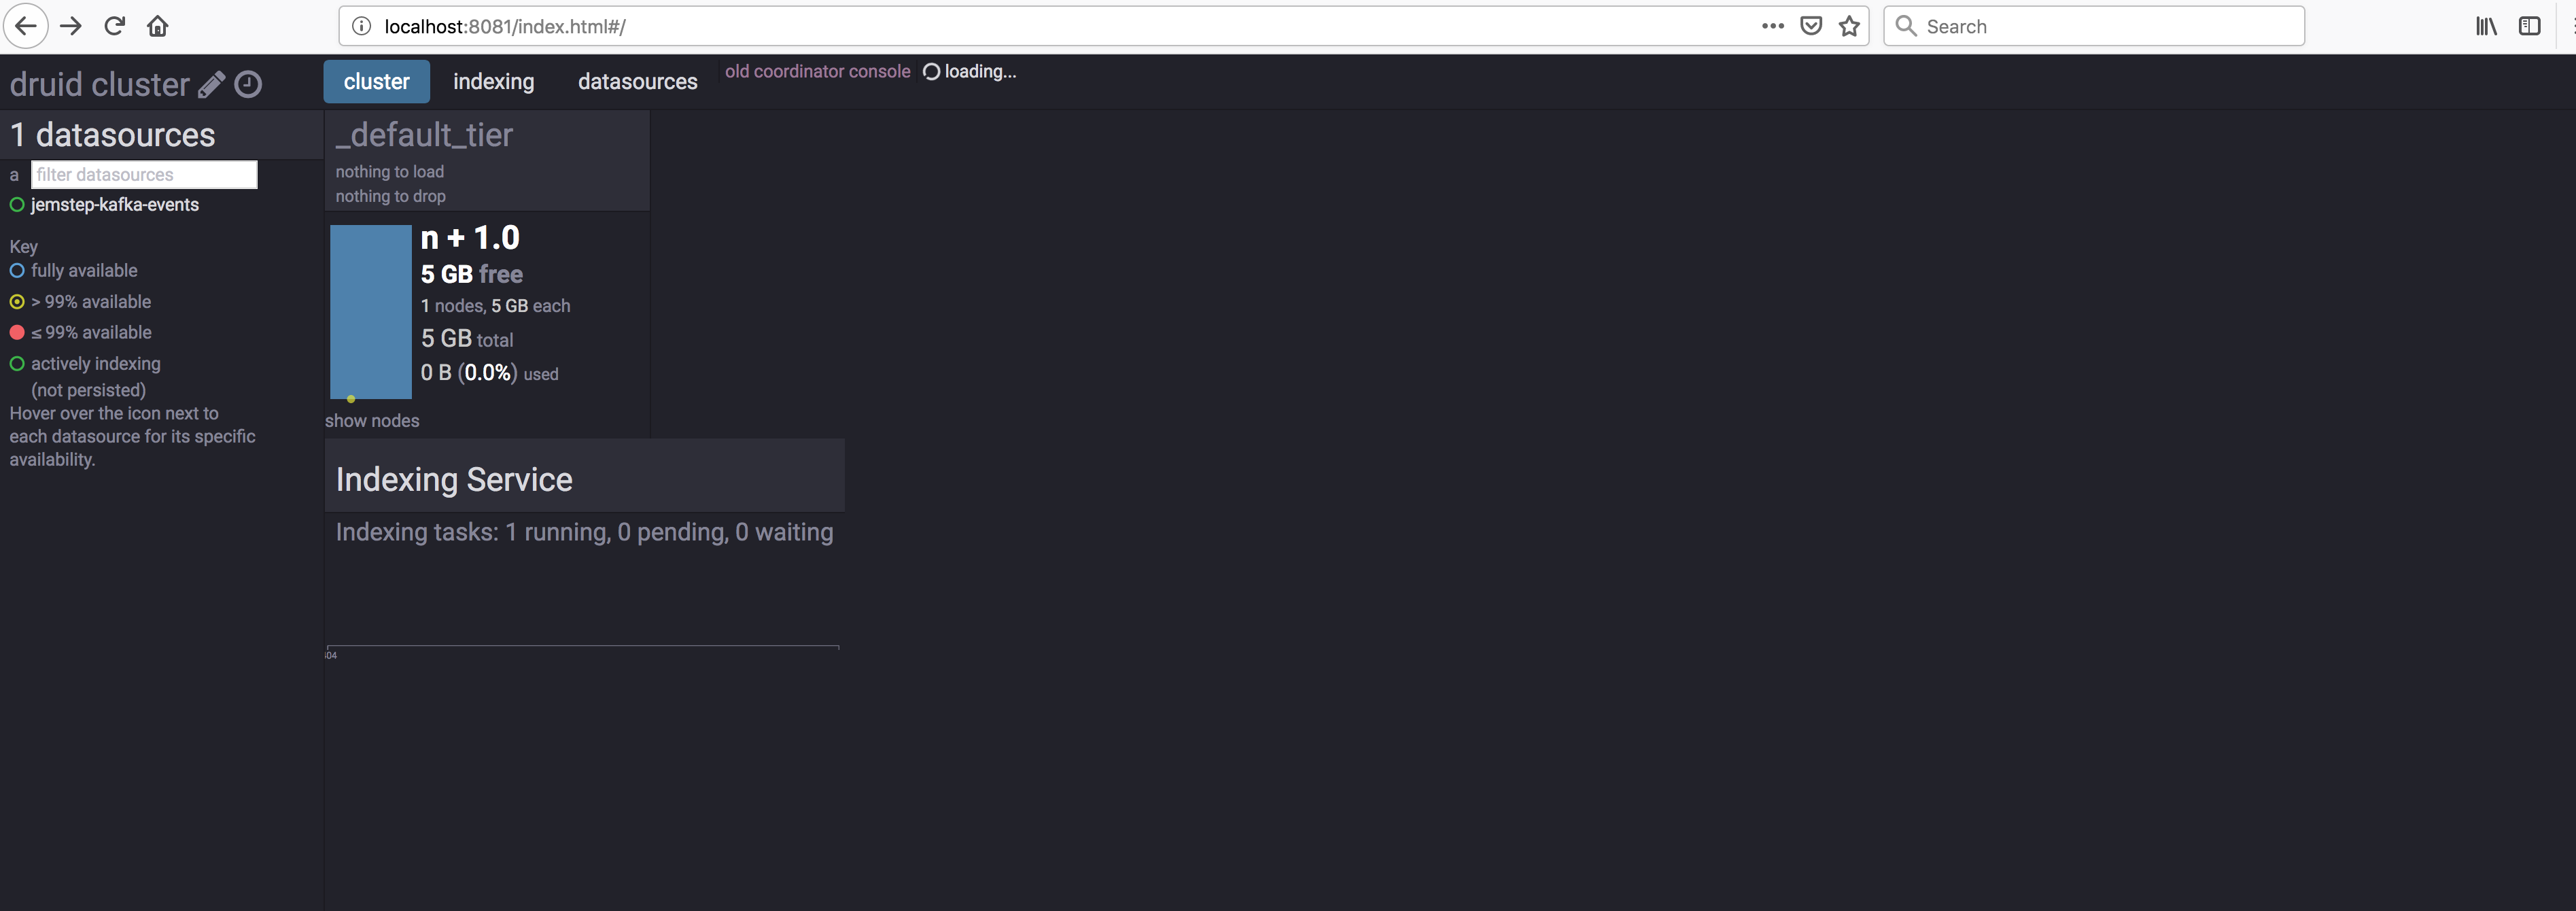 localhost:8081/index.html#/
Search
druid cluster
cluster
indexing
datasources
old coordinator console
loading...
1 datasources
a
filter datasources
jemstep-kafka-events
Key
fully available
> 99% available
≤ 99% available
actively indexing
(not persisted)
Hover over the icon next to
each datasource for its specific
availability.
_default_tier
nothing to load
nothing to drop
n + 1.0
5 GB free
1 nodes, 5 GB each
5 GB total
0 B (0.0%) used
show nodes
Indexing Service
Indexing tasks: 1 running, 0 pending, 0 waiting